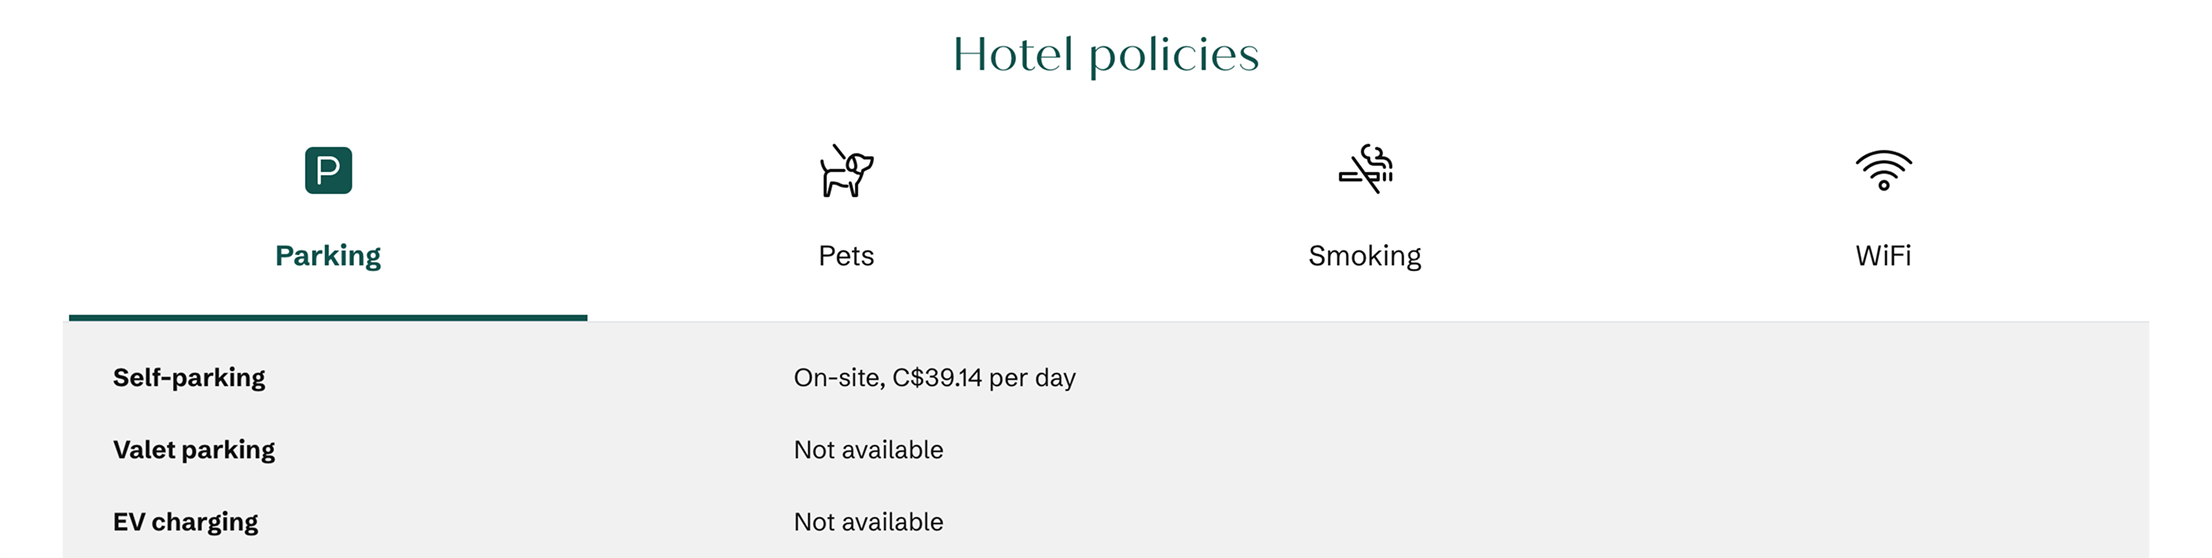 Hotel policies
P
Parking
Pets
Smoking
WiFi
Self-parking On-site, C$39.14 per day
Valet parking Not available
EV charging Not available